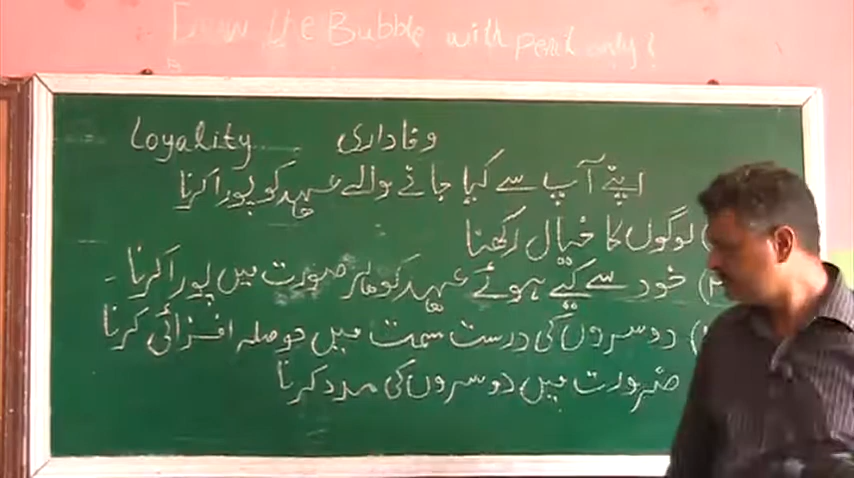 Draw the Bubble with Pencil only!
Loyality وفاداری
اپنے آپ سے کیا جانے والے عہد کو پورا کرنا
) لوگوں کا خیال رکھنا
۲) خود سے کیے ہوئے عہد کو ہر صورت میں پورا کرنا ۔
) دوسروں کی درست سمت میں حوصلہ افزائی کرنا
ضرورت میں دوسروں کی مدد کرنا